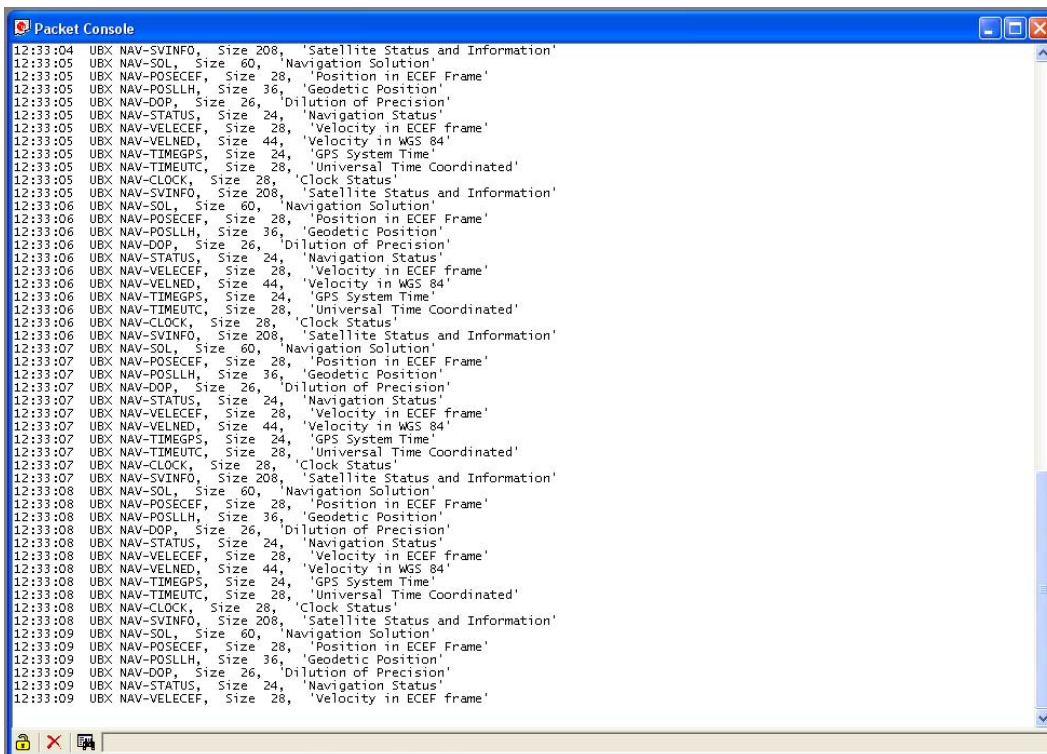 Packet Console
12:33:04 UBX NAV-SVINFO, Size 208, 'Satellite Status and Information'
12:33:05 UBX NAV-SOL, Size 60, 'Navigation Solution'
12:33:05 UBX NAV-POSECEF, Size 28, 'Position in ECEF Frame'
12:33:05 UBX NAV-POSLLH, Size 36, 'Geodetic Position'
12:33:05 UBX NAV-DOP, Size 26, 'Dilution of Precision'
12:33:05 UBX NAV-STATUS, Size 24, 'Navigation Status'
12:33:05 UBX NAV-VELECEF, Size 28, 'Velocity in ECEF frame'
12:33:05 UBX NAV-VELNED, Size 44, 'Velocity in WGS 84'
12:33:05 UBX NAV-TIMEGPS, Size 24, 'GPS System Time'
12:33:05 UBX NAV-TIMEUTC, Size 28, 'Universal Time Coordinated'
12:33:05 UBX NAV-CLOCK, Size 28, 'Clock Status'
12:33:05 UBX NAV-SVINFO, Size 208, 'Satellite Status and Information'
12:33:06 UBX NAV-SOL, Size 60, 'Navigation Solution'
12:33:06 UBX NAV-POSECEF, Size 28, 'Position in ECEF Frame'
12:33:06 UBX NAV-POSLLH, Size 36, 'Geodetic Position'
12:33:06 UBX NAV-DOP, Size 26, 'Dilution of Precision'
12:33:06 UBX NAV-STATUS, Size 24, 'Navigation Status'
12:33:06 UBX NAV-VELECEF, Size 28, 'Velocity in ECEF frame'
12:33:06 UBX NAV-VELNED, Size 44, 'Velocity in WGS 84'
12:33:06 UBX NAV-TIMEGPS, Size 24, 'GPS System Time'
12:33:06 UBX NAV-TIMEUTC, Size 28, 'Universal Time Coordinated'
12:33:06 UBX NAV-CLOCK, Size 28, 'Clock Status'
12:33:06 UBX NAV-SVINFO, Size 208, 'Satellite Status and Information'
12:33:07 UBX NAV-SOL, Size 60, 'Navigation Solution'
12:33:07 UBX NAV-POSECEF, Size 28, 'Position in ECEF Frame'
12:33:07 UBX NAV-POSLLH, Size 36, 'Geodetic Position'
12:33:07 UBX NAV-DOP, Size 26, 'Dilution of Precision'
12:33:07 UBX NAV-STATUS, Size 24, 'Navigation Status'
12:33:07 UBX NAV-VELECEF, Size 28, 'Velocity in ECEF frame'
12:33:07 UBX NAV-VELNED, Size 44, 'Velocity in WGS 84'
12:33:07 UBX NAV-TIMEGPS, Size 24, 'GPS System Time'
12:33:07 UBX NAV-TIMEUTC, Size 28, 'Universal Time Coordinated'
12:33:07 UBX NAV-CLOCK, Size 28, 'Clock Status'
12:33:07 UBX NAV-SVINFO, Size 208, 'Satellite Status and Information'
12:33:08 UBX NAV-SOL, Size 60, 'Navigation Solution'
12:33:08 UBX NAV-POSECEF, Size 28, 'Position in ECEF Frame'
12:33:08 UBX NAV-POSLLH, Size 36, 'Geodetic Position'
12:33:08 UBX NAV-DOP, Size 26, 'Dilution of Precision'
12:33:08 UBX NAV-STATUS, Size 24, 'Navigation Status'
12:33:08 UBX NAV-VELECEF, Size 28, 'Velocity in ECEF frame'
12:33:08 UBX NAV-VELNED, Size 44, 'Velocity in WGS 84'
12:33:08 UBX NAV-TIMEGPS, Size 24, 'GPS System Time'
12:33:08 UBX NAV-TIMEUTC, Size 28, 'Universal Time Coordinated'
12:33:08 UBX NAV-CLOCK, Size 28, 'Clock Status'
12:33:08 UBX NAV-SVINFO, Size 208, 'Satellite Status and Information'
12:33:09 UBX NAV-SOL, Size 60, 'Navigation Solution'
12:33:09 UBX NAV-POSECEF, Size 28, 'Position in ECEF Frame'
12:33:09 UBX NAV-POSLLH, Size 36, 'Geodetic Position'
12:33:09 UBX NAV-DOP, Size 26, 'Dilution of Precision'
12:33:09 UBX NAV-STATUS, Size 24, 'Navigation Status'
12:33:09 UBX NAV-VELECEF, Size 28, 'Velocity in ECEF frame'